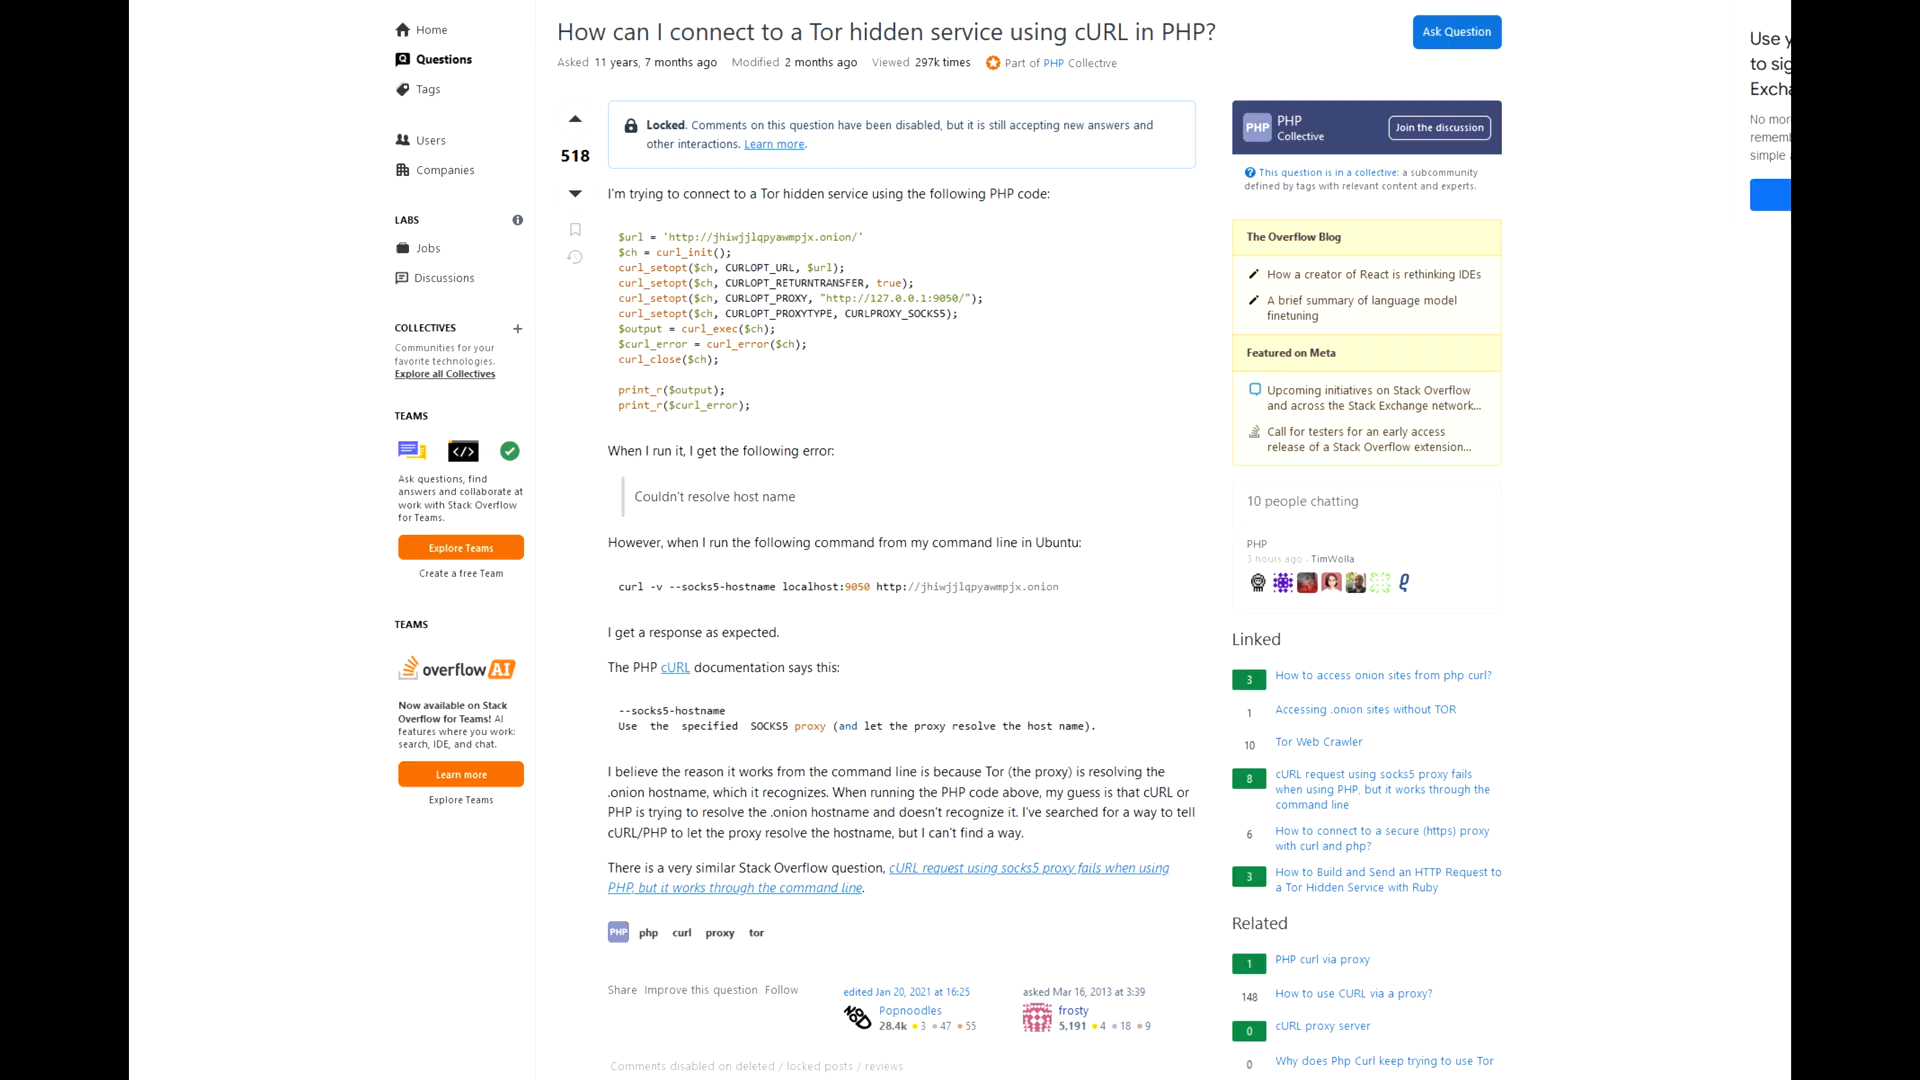 Home
Questions
Tags
Users
Companies
LABS
Jobs
Discussions
COLLECTIVES
Communities for your
favorite technologies.
Explore all Collectives
TEAMS
Ask questions, find
answers and collaborate at
work with Stack Overflow
for Teams.
Explore Teams
Create a free Team
TEAMS
overflow AI
Now available on Stack
Overflow for Teams! AI
features where you work:
search, IDE, and chat.
Learn more
Explore Teams
How can I connect to a Tor hidden service using cURL in PHP?
Ask Question
Asked 11 years, 7 months ago Modified 2 months ago Viewed 297k times Part of PHP Collective
518
Locked. Comments on this question have been disabled, but it is still accepting new answers and
other interactions. Learn more.
I'm trying to connect to a Tor hidden service using the following PHP code:
$url = 'http://jhiwjjlqpyawmpjx.onion/'
$ch = curl_init();
curl_setopt($ch, CURLOPT_URL, $url);
curl_setopt($ch, CURLOPT_RETURNTRANSFER, true);
curl_setopt($ch, CURLOPT_PROXY, "http://127.0.0.1:9050/");
curl_setopt($ch, CURLOPT_PROXYTYPE, CURLPROXY_SOCKS5);
$output = curl_exec($ch);
$curl_error = curl_error($ch);
curl_close($ch);
print_r($output);
print_r($curl_error);
When I run it, I get the following error:
Couldn't resolve host name
However, when I run the following command from my command line in Ubuntu:
curl -v --socks5-hostname localhost:9050 http://jhiwjjlqpyawmpjx.onion
I get a response as expected.
The PHP cURL documentation says this:
--socks5-hostname
Use the specified SOCKS5 proxy (and let the proxy resolve the host name).
I believe the reason it works from the command line is because Tor (the proxy) is resolving the
.onion hostname, which it recognizes. When running the PHP code above, my guess is that cURL or
PHP is trying to resolve the .onion hostname and doesn't recognize it. I've searched for a way to tell
cURL/PHP to let the proxy resolve the hostname, but I can't find a way.
There is a very similar Stack Overflow question, cURL request using socks5 proxy fails when using
PHP, but it works through the command line.
PHP php curl proxy tor
Share Improve this question Follow
edited Jan 20, 2021 at 16:25
Popnoodles
28.4k 3 47 55
asked Mar 16, 2013 at 3:39
frosty
5,191 4 18 9
Comments disabled on deleted / locked posts / reviews
PHP
PHP
Collective
Join the discussion
This question is in a collective: a subcommunity
defined by tags with relevant content and experts.
The Overflow Blog
How a creator of React is rethinking IDEs
A brief summary of language model
finetuning
Featured on Meta
Upcoming initiatives on Stack Overflow
and across the Stack Exchange network...
Call for testers for an early access
release of a Stack Overflow extension...
10 people chatting
PHP
3 hours ago - TimWolla
Linked
3 How to access onion sites from php curl?
1 Accessing .onion sites without TOR
10 Tor Web Crawler
8 cURL request using socks5 proxy fails
when using PHP, but it works through the
command line
6 How to connect to a secure (https) proxy
with curl and php?
3 How to Build and Send an HTTP Request to
a Tor Hidden Service with Ruby
Related
1 PHP curl via proxy
148 How to use CURL via a proxy?
0 cURL proxy server
0 Why does Php Curl keep trying to use Tor
Use
to sig
Excha
No mor
rememb
simple